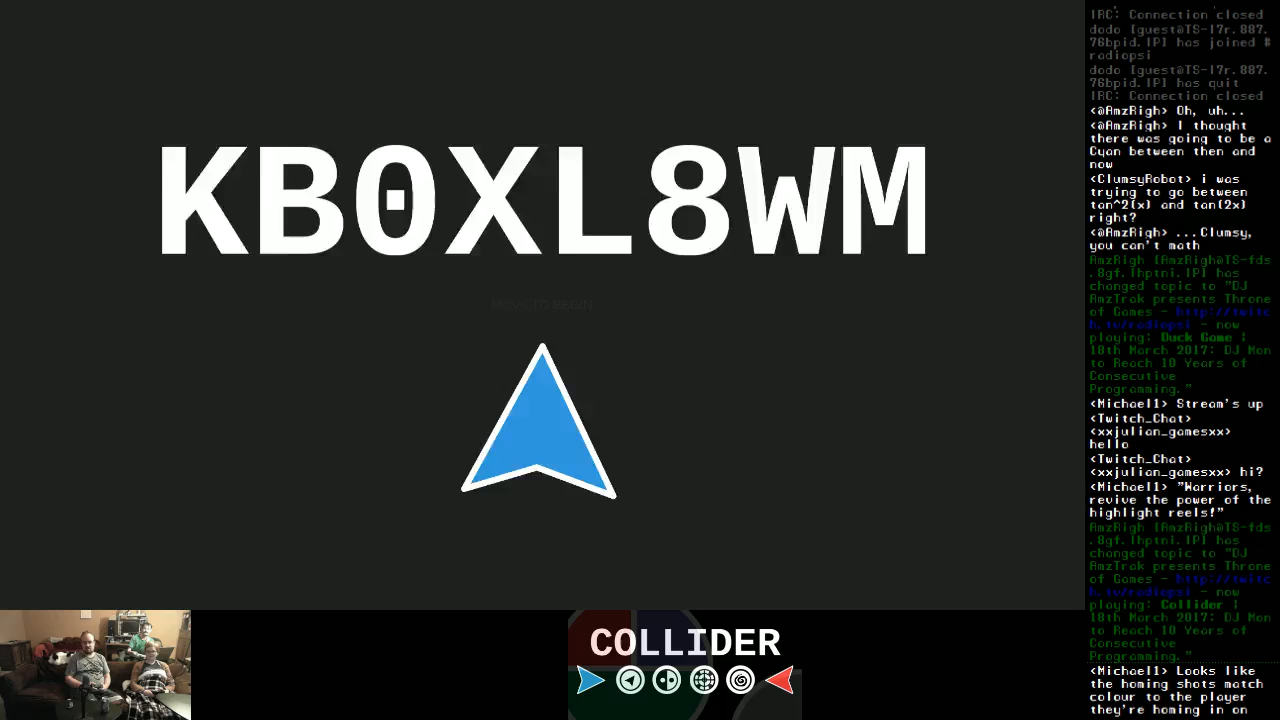 KB0XL8WM
MOVE TO BEGIN
COLLIDER
IRC: Connection closed
dodo [guest@TS-l7r.887.
76bpid.IP] has joined #
radiopsi
dodo [guest@TS-l7r.887.
76bpid.IP] has quit
IRC: Connection closed
<@AmzRigh> Oh, uh...
<@AmzRigh> I thought
there was going to be a
Cyan between then and
now
<ClumsyRobot> i was
trying to go between
tan^2(x) and tan(2x)
right?
<@AmzRigh> ...Clumsy,
you can't math
AmzRigh [AmzRigh@TS-fds
.8gf.lhptni.IP] has
changed topic to "DJ
AmzTrak presents Throne
of Games - http://twitc
h.tv/radiopsi - now
playing: Duck Game |
18th March 2017: DJ Mon
to Reach 10 Years of
Consecutive
Programming."
<Michael1> Stream's up
<Twitch_Chat>
<xxjulian_gamesxx>
hello
<Twitch_Chat>
<xxjulian_gamesxx> hi?
<Michael1> "Warriors,
revive the power of the
highlight reels!"
AmzRigh [AmzRigh@TS-fds
.8gf.lhptni.IP] has
changed topic to "DJ
AmzTrak presents Throne
of Games - http://twitc
h.tv/radiopsi - now
playing: Collider |
18th March 2017: DJ Mon
to Reach 10 Years of
Consecutive
Programming."
<Michael1> Looks like
the homing shots match
colour to the player
they're homing in on